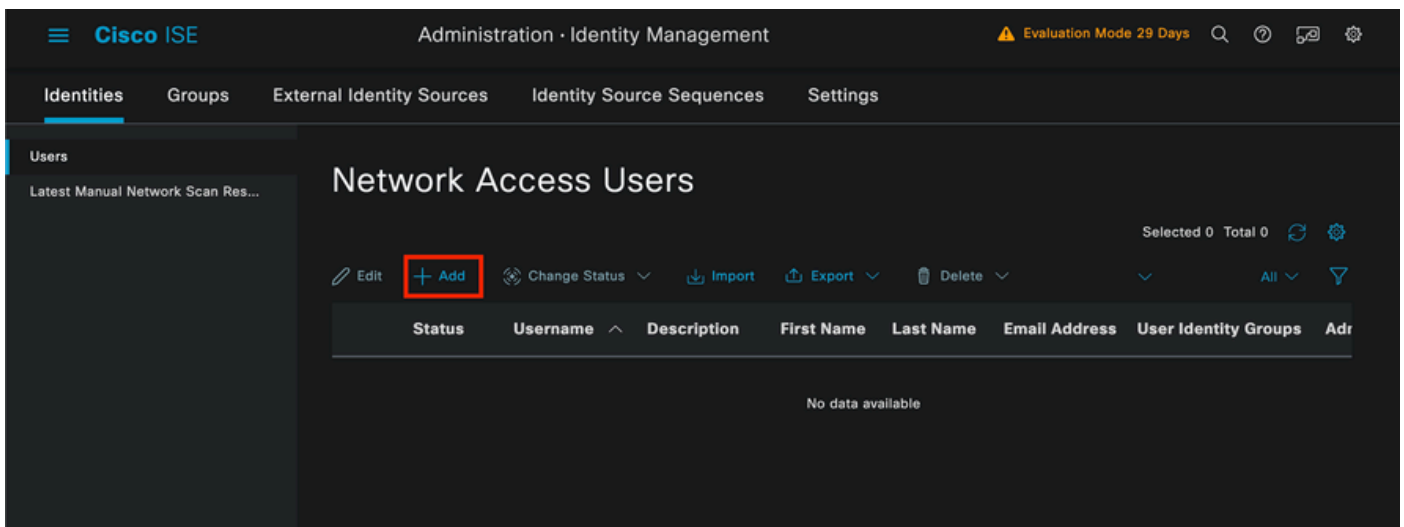 Cisco ISE
Administration · Identity Management
Evaluation Mode 29 Days
Identities Groups External Identity Sources Identity Source Sequences Settings
Users
Latest Manual Network Scan Res...
Network Access Users
Selected 0 Total 0
Edit Add Change Status Import Export Delete All
Status Username Description First Name Last Name Email Address User Identity Groups Adr
No data available